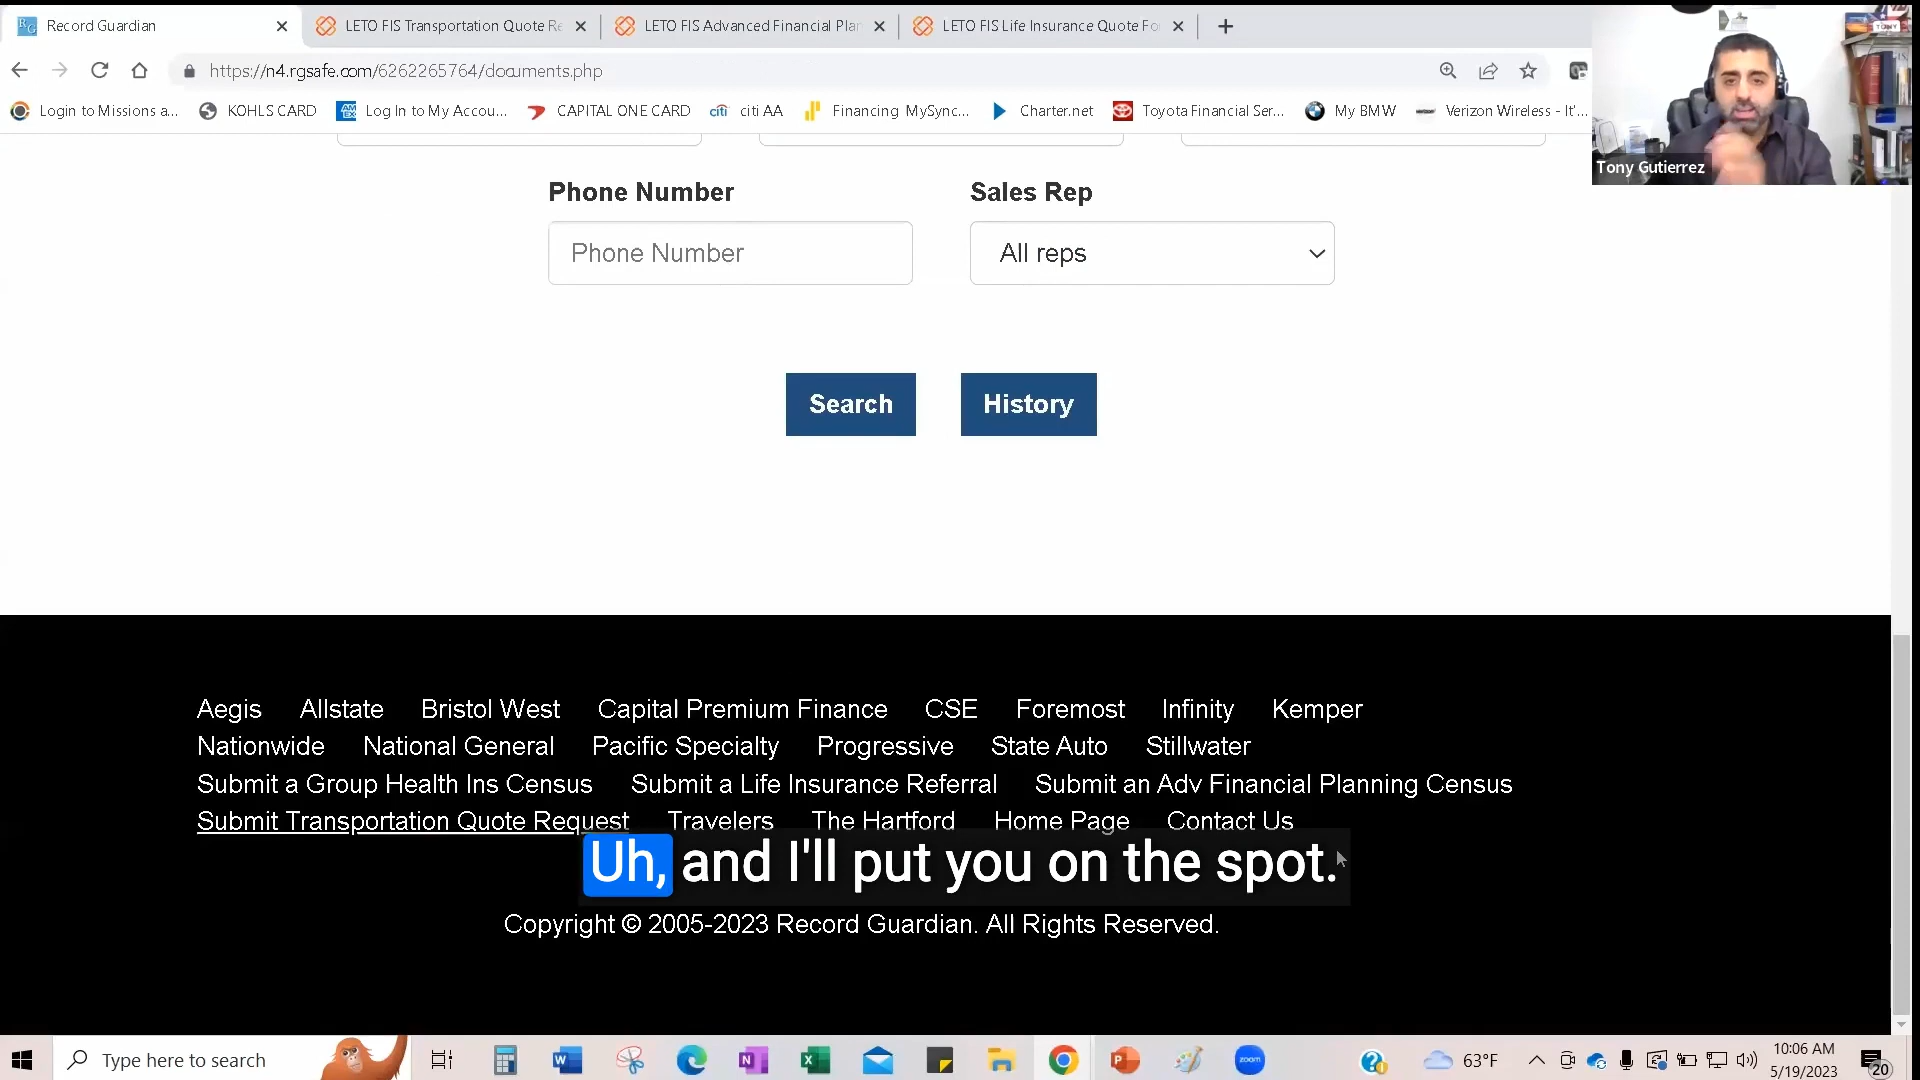 Record Guardian
LETO FIS Transportation Quote Re
LETO FIS Advanced Financial Plan
LETO FIS Life Insurance Quote Fo
https://n4.rgsafe.com/6262265764/documents.php
Login to Missions a...
KOHLS CARD
Log In to My Accou...
CAPITAL ONE CARD
citi AA
Financing MySync...
Charter.net
Toyota Financial Ser...
My BMW
Verizon Wireless - It'...
Tony Gutierrez
Phone Number
Sales Rep
Phone Number
All reps
Search
History
Aegis Allstate Bristol West Capital Premium Finance CSE Foremost Infinity Kemper
Nationwide National General Pacific Specialty Progressive State Auto Stillwater
Submit a Group Health Ins Census Submit a Life Insurance Referral Submit an Adv Financial Planning Census
Submit Transportation Quote Request Travelers The Hartford Home Page Contact Us
Uh, and I'll put you on the spot.
Copyright © 2005-2023 Record Guardian. All Rights Reserved.
Type here to search
63°F
10:06 AM
5/19/2023
20